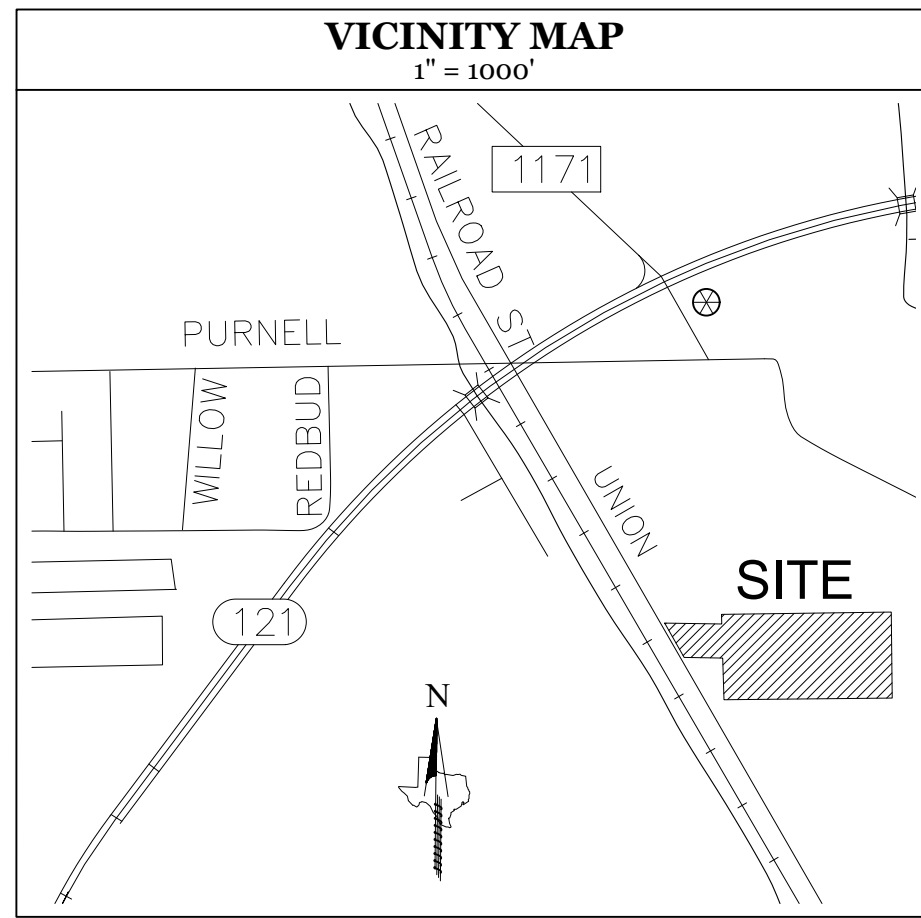 VICINITY MAP
1" = 1000'
RAILROAD ST
1171
PURNELL
WILLOW
REDBUD
UNION
SITE
121
N